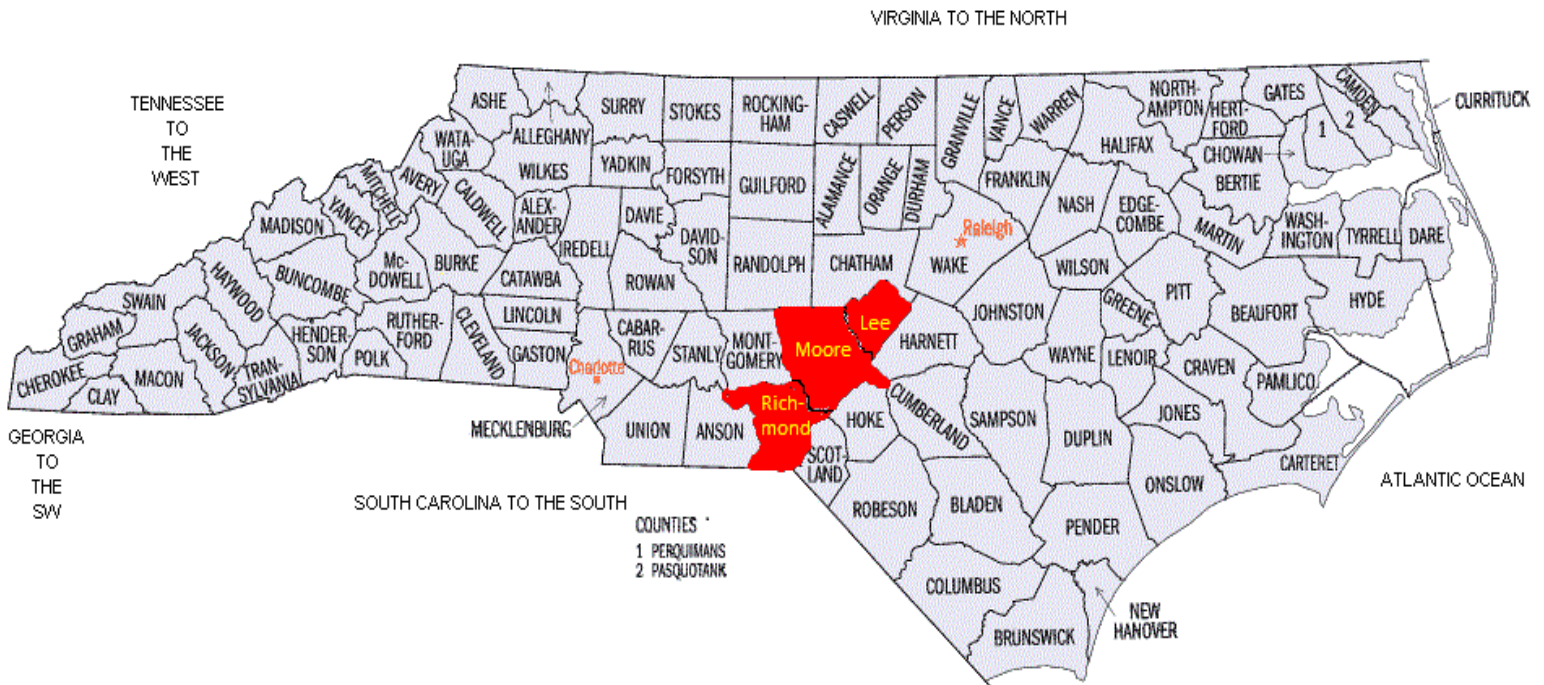 VIRGINIA TO THE NORTH
TENNESSEE
TO
THE
WEST
ASHE
ALLEGHANY
SURRY
STOKES
ROCKING-
HAM
CASWELL
PERSON
GRANVILLE
VANCE
WARREN
NORTH-
AMPTON
HERT-
FORD
GATES
CAMDEN
CURRITUCK
1
2
WATA-
UGA
WILKES
YADKIN
FORSYTH
GUILFORD
ALAMANCE
ORANGE
DURHAM
FRANKLIN
HALIFAX
CHOWAN
BERTIE
MITCHELL
AVERY
CALDWELL
ALEX-
ANDER
IREDELL
DAVIE
DAVID-
SON
NASH
EDGE-
COMBE
MARTIN
WASH-
INGTON
TYRRELL
DARE
MADISON
YANCEY
Mc-
DOWELL
BURKE
CATAWBA
ROWAN
RANDOLPH
CHATHAM
Raleigh
WAKE
WILSON
PITT
BEAUFORT
HYDE
SWAIN
HAYWOOD
BUNCOMBE
RUTHER-
FORD
CLEVELAND
LINCOLN
GASTON
CABAR-
RUS
STANLY
MONT-
GOMERY
Moore
Lee
HARNETT
JOHNSTON
GREENE
WAYNE
LENOIR
CRAVEN
PAMLICO
GRAHAM
JACKSON
HENDER-
SON
POLK
TRAN-
SYLVANIA
CHEROKEE
CLAY
MACON
Charlotte
MECKLENBURG
UNION
ANSON
Rich-
mond
HOKE
SCOT-
LAND
CUMBERLAND
SAMPSON
DUPLIN
JONES
CARTERET
ONSLOW
GEORGIA
TO
THE
SW
SOUTH CAROLINA TO THE SOUTH
ATLANTIC OCEAN
ROBESON
BLADEN
PENDER
COLUMBUS
BRUNSWICK
NEW
HANOVER
COUNTIES
1 PERQUIMANS
2 PASQUOTANK